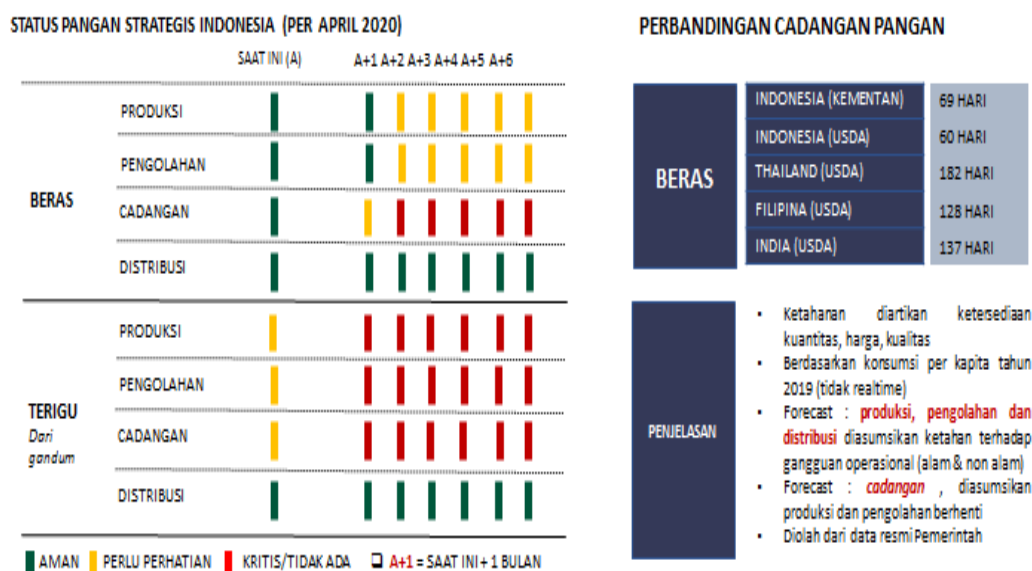 STATUS PANGAN STRATEGIS INDONESIA (PER APRIL 2020)
SAAT INI (A) A+1 A+2 A+3 A+4 A+5 A+6
BERAS
PRODUKSI
PENGOLAHAN
CADANGAN
DISTRIBUSI
TERIGU
Dari
gandum
PRODUKSI
PENGOLAHAN
CADANGAN
DISTRIBUSI
AMAN PERLU PERHATIAN KRITIS/TIDAK ADA A+1 = SAAT INI + 1 BULAN
PERBANDINGAN CADANGAN PANGAN
BERAS
INDONESIA (KEMENTAN) 69 HARI
INDONESIA (USDA) 60 HARI
THAILAND (USDA) 182 HARI
FILIPINA (USDA) 128 HARI
INDIA (USDA) 137 HARI
PENJELASAN
• Ketahanan diartikan ketersediaan
kuantitas, harga, kualitas
• Berdasarkan konsumsi per kapita tahun
2019 (tidak realtime)
• Forecast : produksi, pengolahan dan
distribusi diasumsikan ketahan terhadap
gangguan operasional (alam & non alam)
• Forecast : cadangan , diasumsikan
produksi dan pengolahan berhenti
• Diolah dari data resmi Pemerintah